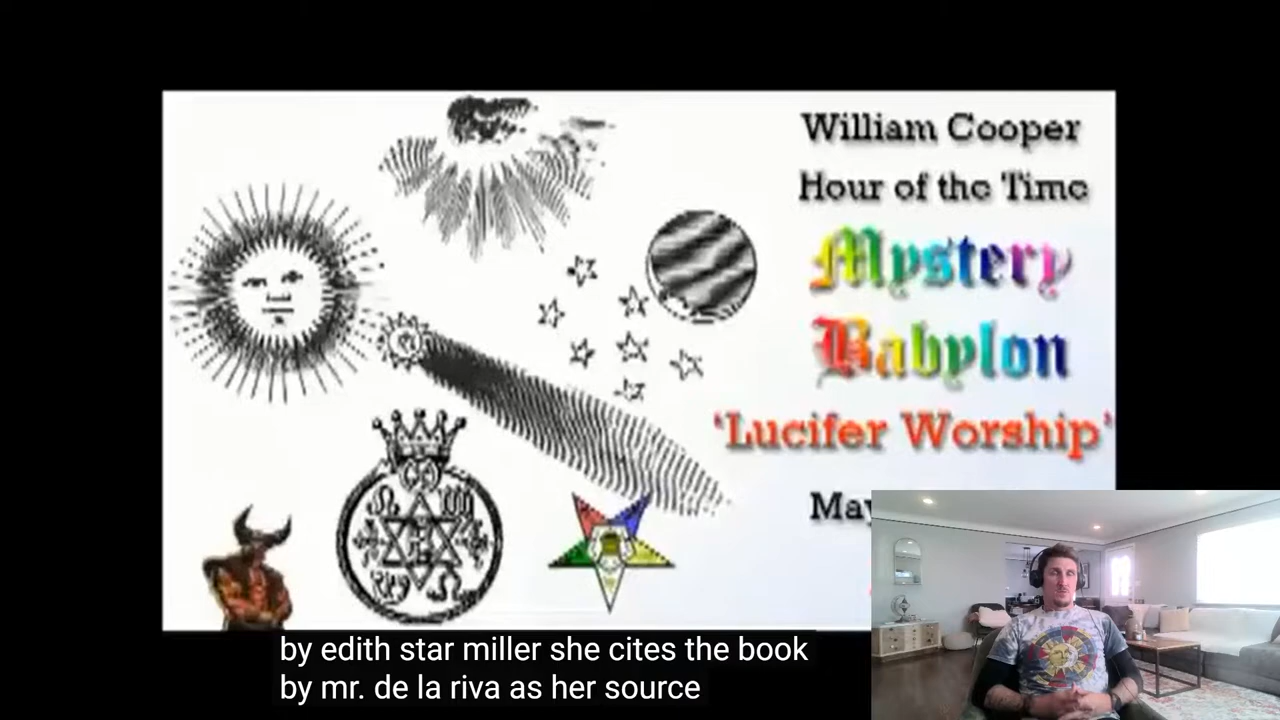 William Cooper
Hour of the Time
Mystery
Babylon
'Lucifer Worship'
May
by edith star miller she cites the book
by mr. de la riva as her source